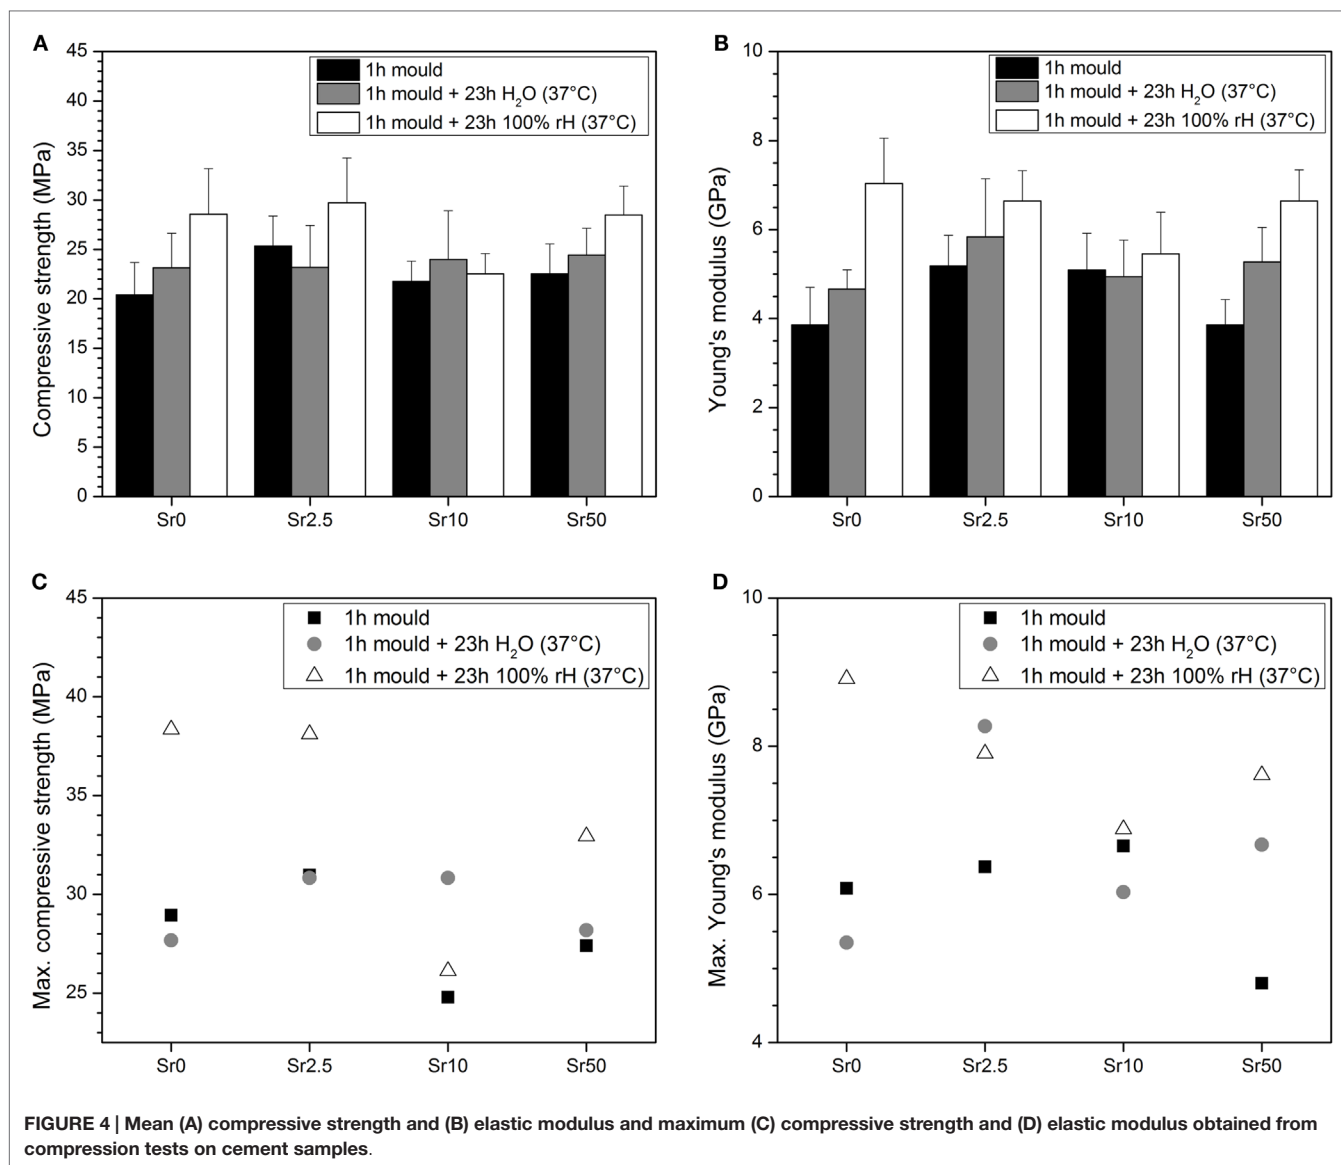 A
Compressive strength (MPa)
45
40
35
30
25
20
15
10
5
0
1h mould
1h mould + 23h H₂O (37°C)
1h mould + 23h 100% rH (37°C)
Sr0 Sr2.5 Sr10 Sr50
B
Young's modulus (GPa)
10
8
6
4
2
0
1h mould
1h mould + 23h H₂O (37°C)
1h mould + 23h 100% rH (37°C)
Sr0 Sr2.5 Sr10 Sr50
C
Max. compressive strength (MPa)
45
40
35
30
25
1h mould
1h mould + 23h H₂O (37°C)
1h mould + 23h 100% rH (37°C)
Sr0 Sr2.5 Sr10 Sr50
D
Max. Young's modulus (GPa)
10
8
6
4
1h mould
1h mould + 23h H₂O (37°C)
1h mould + 23h 100% rH (37°C)
Sr0 Sr2.5 Sr10 Sr50
FIGURE 4 | Mean (A) compressive strength and (B) elastic modulus and maximum (C) compressive strength and (D) elastic modulus obtained from
compression tests on cement samples.